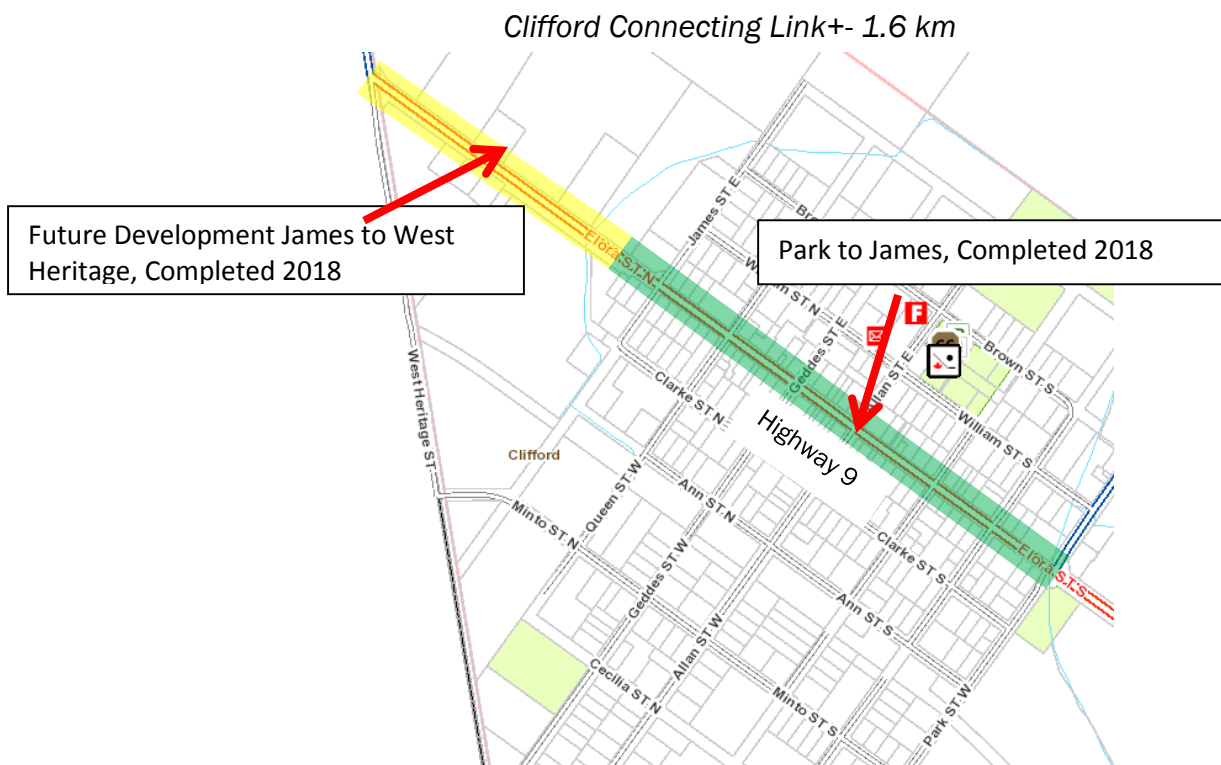 Clifford Connecting Link+- 1.6 km
Future Development James to West
Heritage, Completed 2018
Park to James, Completed 2018
Elora ST N
James ST E
William ST N
Geddes ST E
F
Allan ST E
Brown ST S
William ST S
Clarke ST N
Highway 9
West Heritage ST
Clifford
Queen ST W
Ann ST N
Minto ST N
Geddes ST W
Clarke ST S
Elora ST S
Ann ST S
Allan ST W
Cecilia ST N
Minto ST S
Park ST W